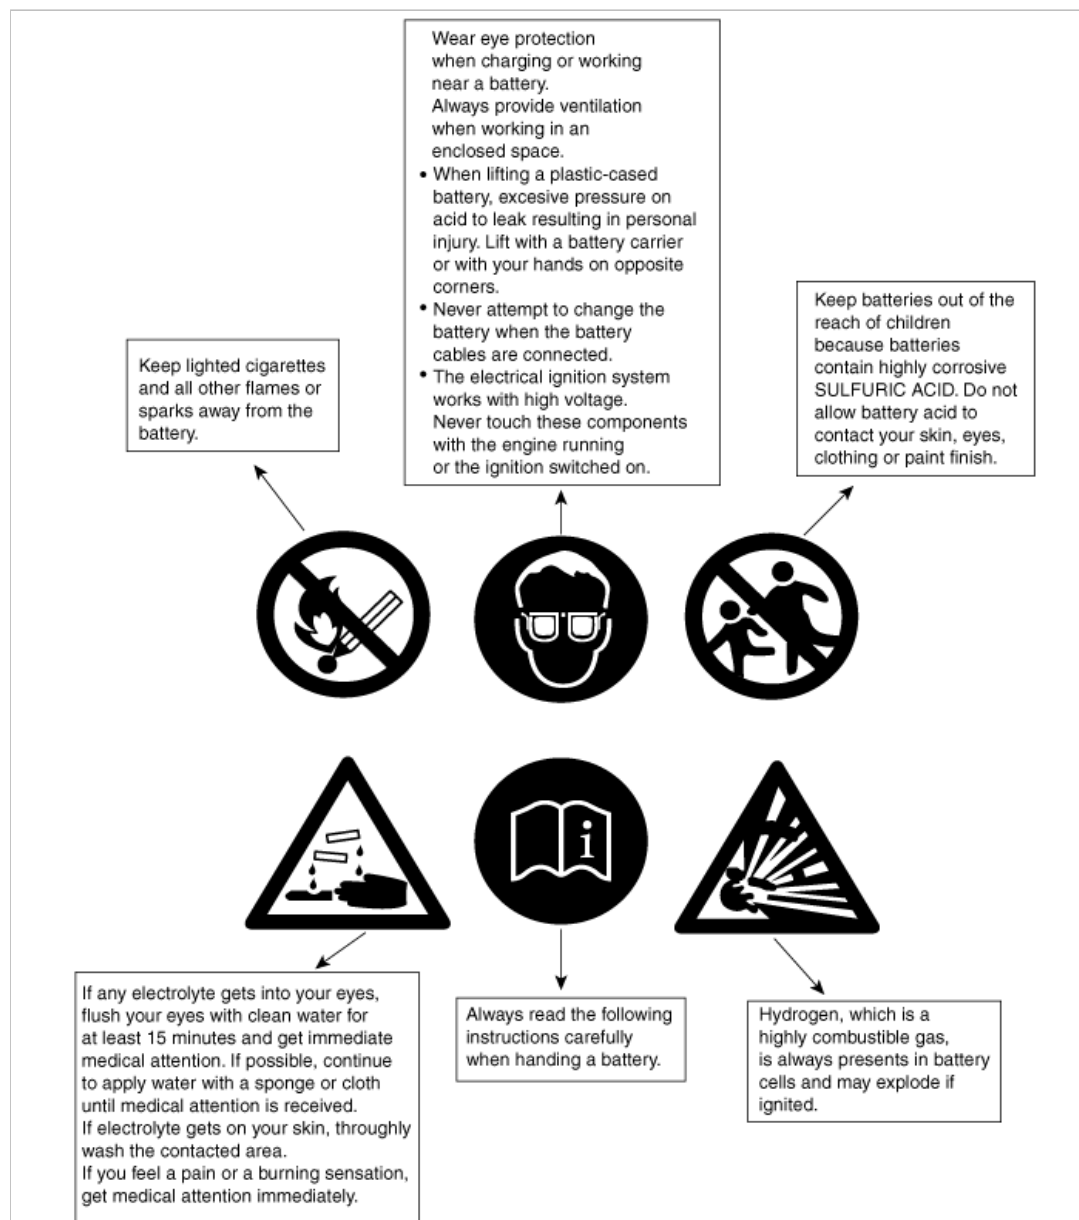 Wear eye protection
when charging or working
near a battery.
Always provide ventilation
when working in an
enclosed space.
• When lifting a plastic-cased
battery, excesive pressure on
acid to leak resulting in personal
injury. Lift with a battery carrier
or with your hands on opposite
corners.
• Never attempt to change the
battery when the battery
cables are connected.
• The electrical ignition system
works with high voltage.
Never touch these components
with the engine running
or the ignition switched on.
Keep lighted cigarettes
and all other flames or
sparks away from the
battery.
Keep batteries out of the
reach of children
because batteries
contain highly corrosive
SULFURIC ACID. Do not
allow battery acid to
contact your skin, eyes,
clothing or paint finish.
i
If any electrolyte gets into your eyes,
flush your eyes with clean water for
at least 15 minutes and get immediate
medical attention. If possible, continue
to apply water with a sponge or cloth
until medical attention is received.
If electrolyte gets on your skin, throughly
wash the contacted area.
If you feel a pain or a burning sensation,
get medical attention immediately.
Always read the following
instructions carefully
when handing a battery.
Hydrogen, which is a
highly combustible gas,
is always presents in battery
cells and may explode if
ignited.